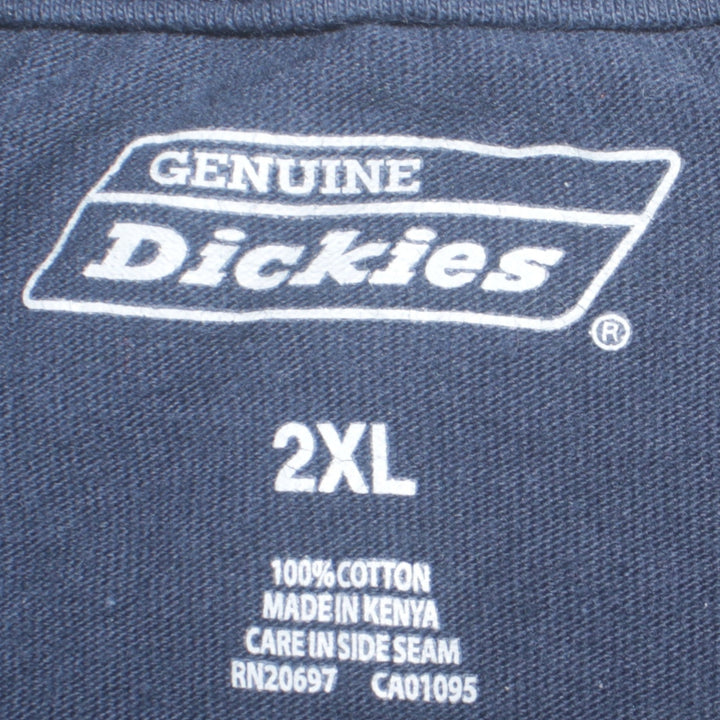 GENUINE
Dickies
®
2XL
100% COTTON
MADE IN KENYA
CARE IN SIDE SEAM
RN20697 CA01095